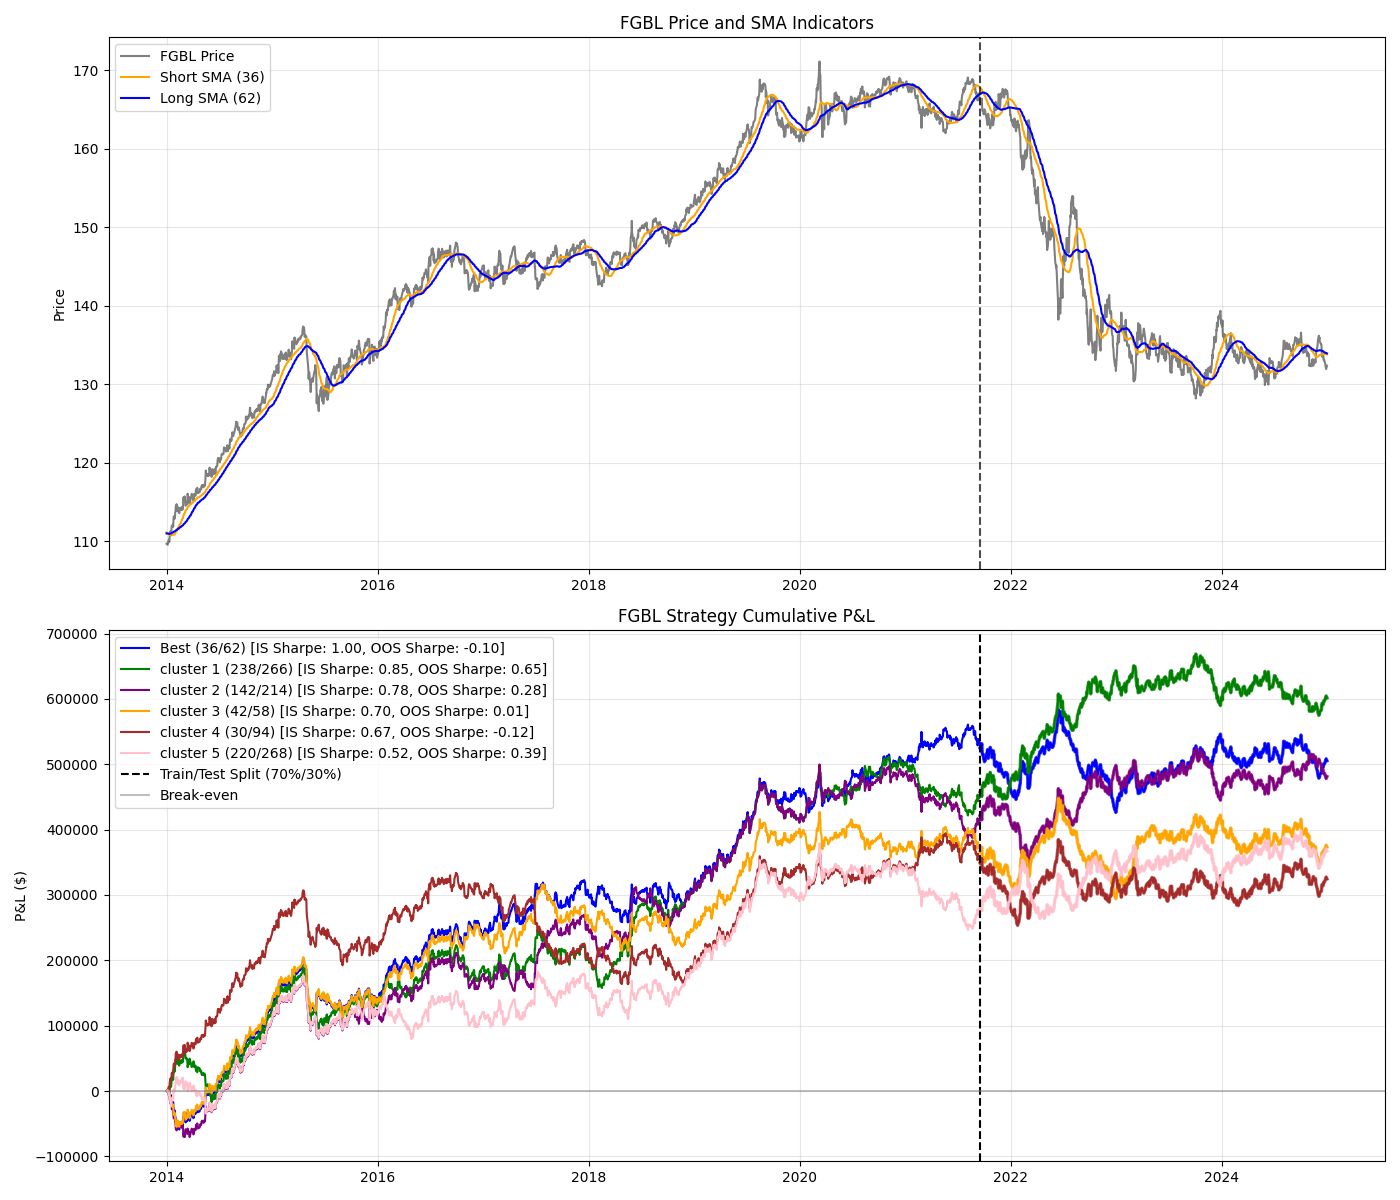 FGBL Price and SMA Indicators
FGBL Price
Short SMA (36)
Long SMA (62)
Price
170
160
150
140
130
120
110
2014
2016
2018
2020
2022
2024
FGBL Strategy Cumulative P&L
Best (36/62) [IS Sharpe: 1.00, OOS Sharpe: -0.10]
cluster 1 (238/266) [IS Sharpe: 0.85, OOS Sharpe: 0.65]
cluster 2 (142/214) [IS Sharpe: 0.78, OOS Sharpe: 0.28]
cluster 3 (42/58) [IS Sharpe: 0.70, OOS Sharpe: 0.01]
cluster 4 (30/94) [IS Sharpe: 0.67, OOS Sharpe: -0.12]
cluster 5 (220/268) [IS Sharpe: 0.52, OOS Sharpe: 0.39]
Train/Test Split (70%/30%)
Break-even
P&L ($)
700000
600000
500000
400000
300000
200000
100000
0
−100000
2014
2016
2018
2020
2022
2024